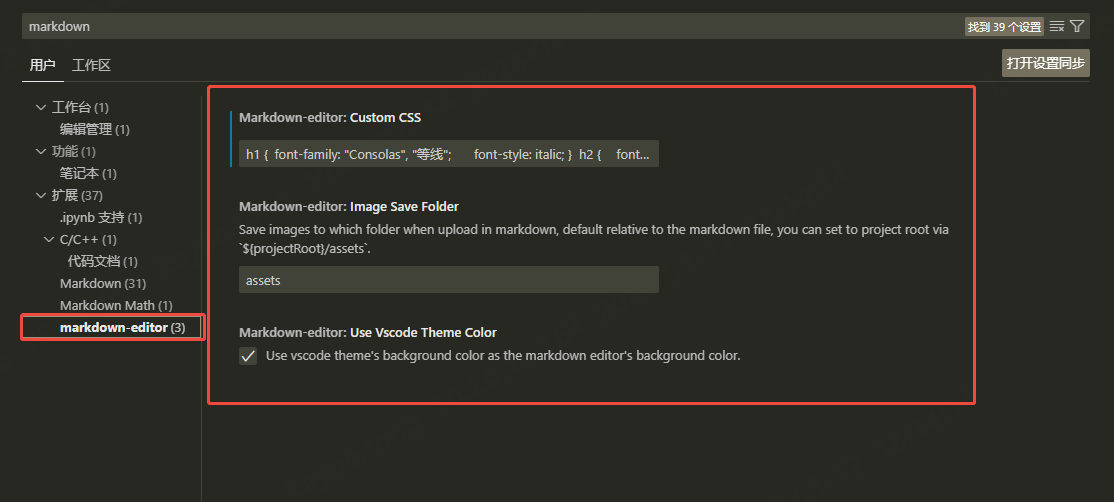 markdown
找到 39 个设置
用户 工作区
打开设置同步
工作台 (1)
编辑管理 (1)
功能 (1)
笔记本 (1)
扩展 (37)
.ipynb 支持 (1)
C/C++ (1)
代码文档 (1)
Markdown (31)
Markdown Math (1)
markdown-editor (3)
Markdown-editor: Custom CSS
h1 { font-family: "Consolas", "等线"; font-style: italic; } h2 { font...
Markdown-editor: Image Save Folder
Save images to which folder when upload in markdown, default relative to the markdown file, you can set to project root via
`${projectRoot}/assets`.
assets
Markdown-editor: Use Vscode Theme Color
Use vscode theme's background color as the markdown editor's background color.